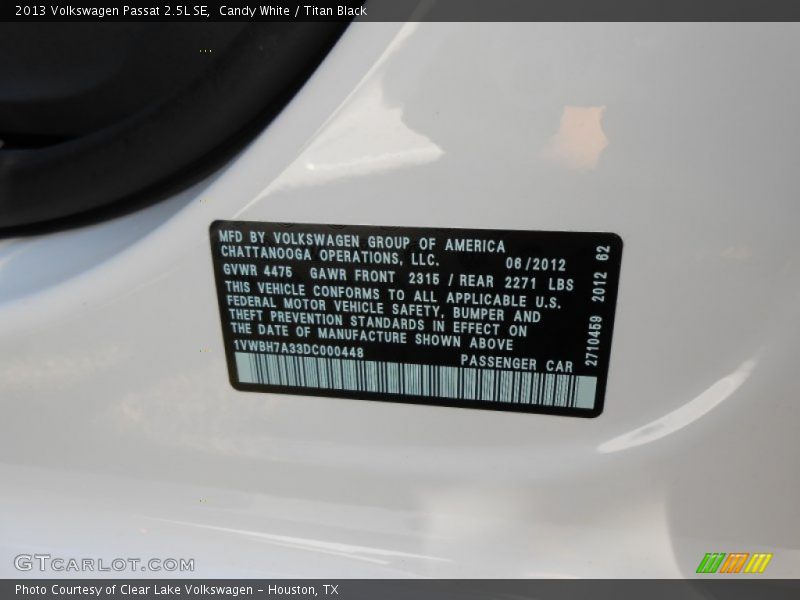 2013 Volkswagen Passat 2.5L SE, Candy White / Titan Black
MFD BY VOLKSWAGEN GROUP OF AMERICA
CHATTANOOGA OPERATIONS, LLC. 06/2012
GVWR 4475 GAWR FRONT 2315 / REAR 2271 LBS
THIS VEHICLE CONFORMS TO ALL APPLICABLE U.S.
FEDERAL MOTOR VEHICLE SAFETY, BUMPER AND
THEFT PREVENTION STANDARDS IN EFFECT ON
THE DATE OF MANUFACTURE SHOWN ABOVE
1VWBH7A33DC000448 PASSENGER CAR
2710459 2012 62
GTCARLOT.COM
Photo Courtesy of Clear Lake Volkswagen - Houston, TX